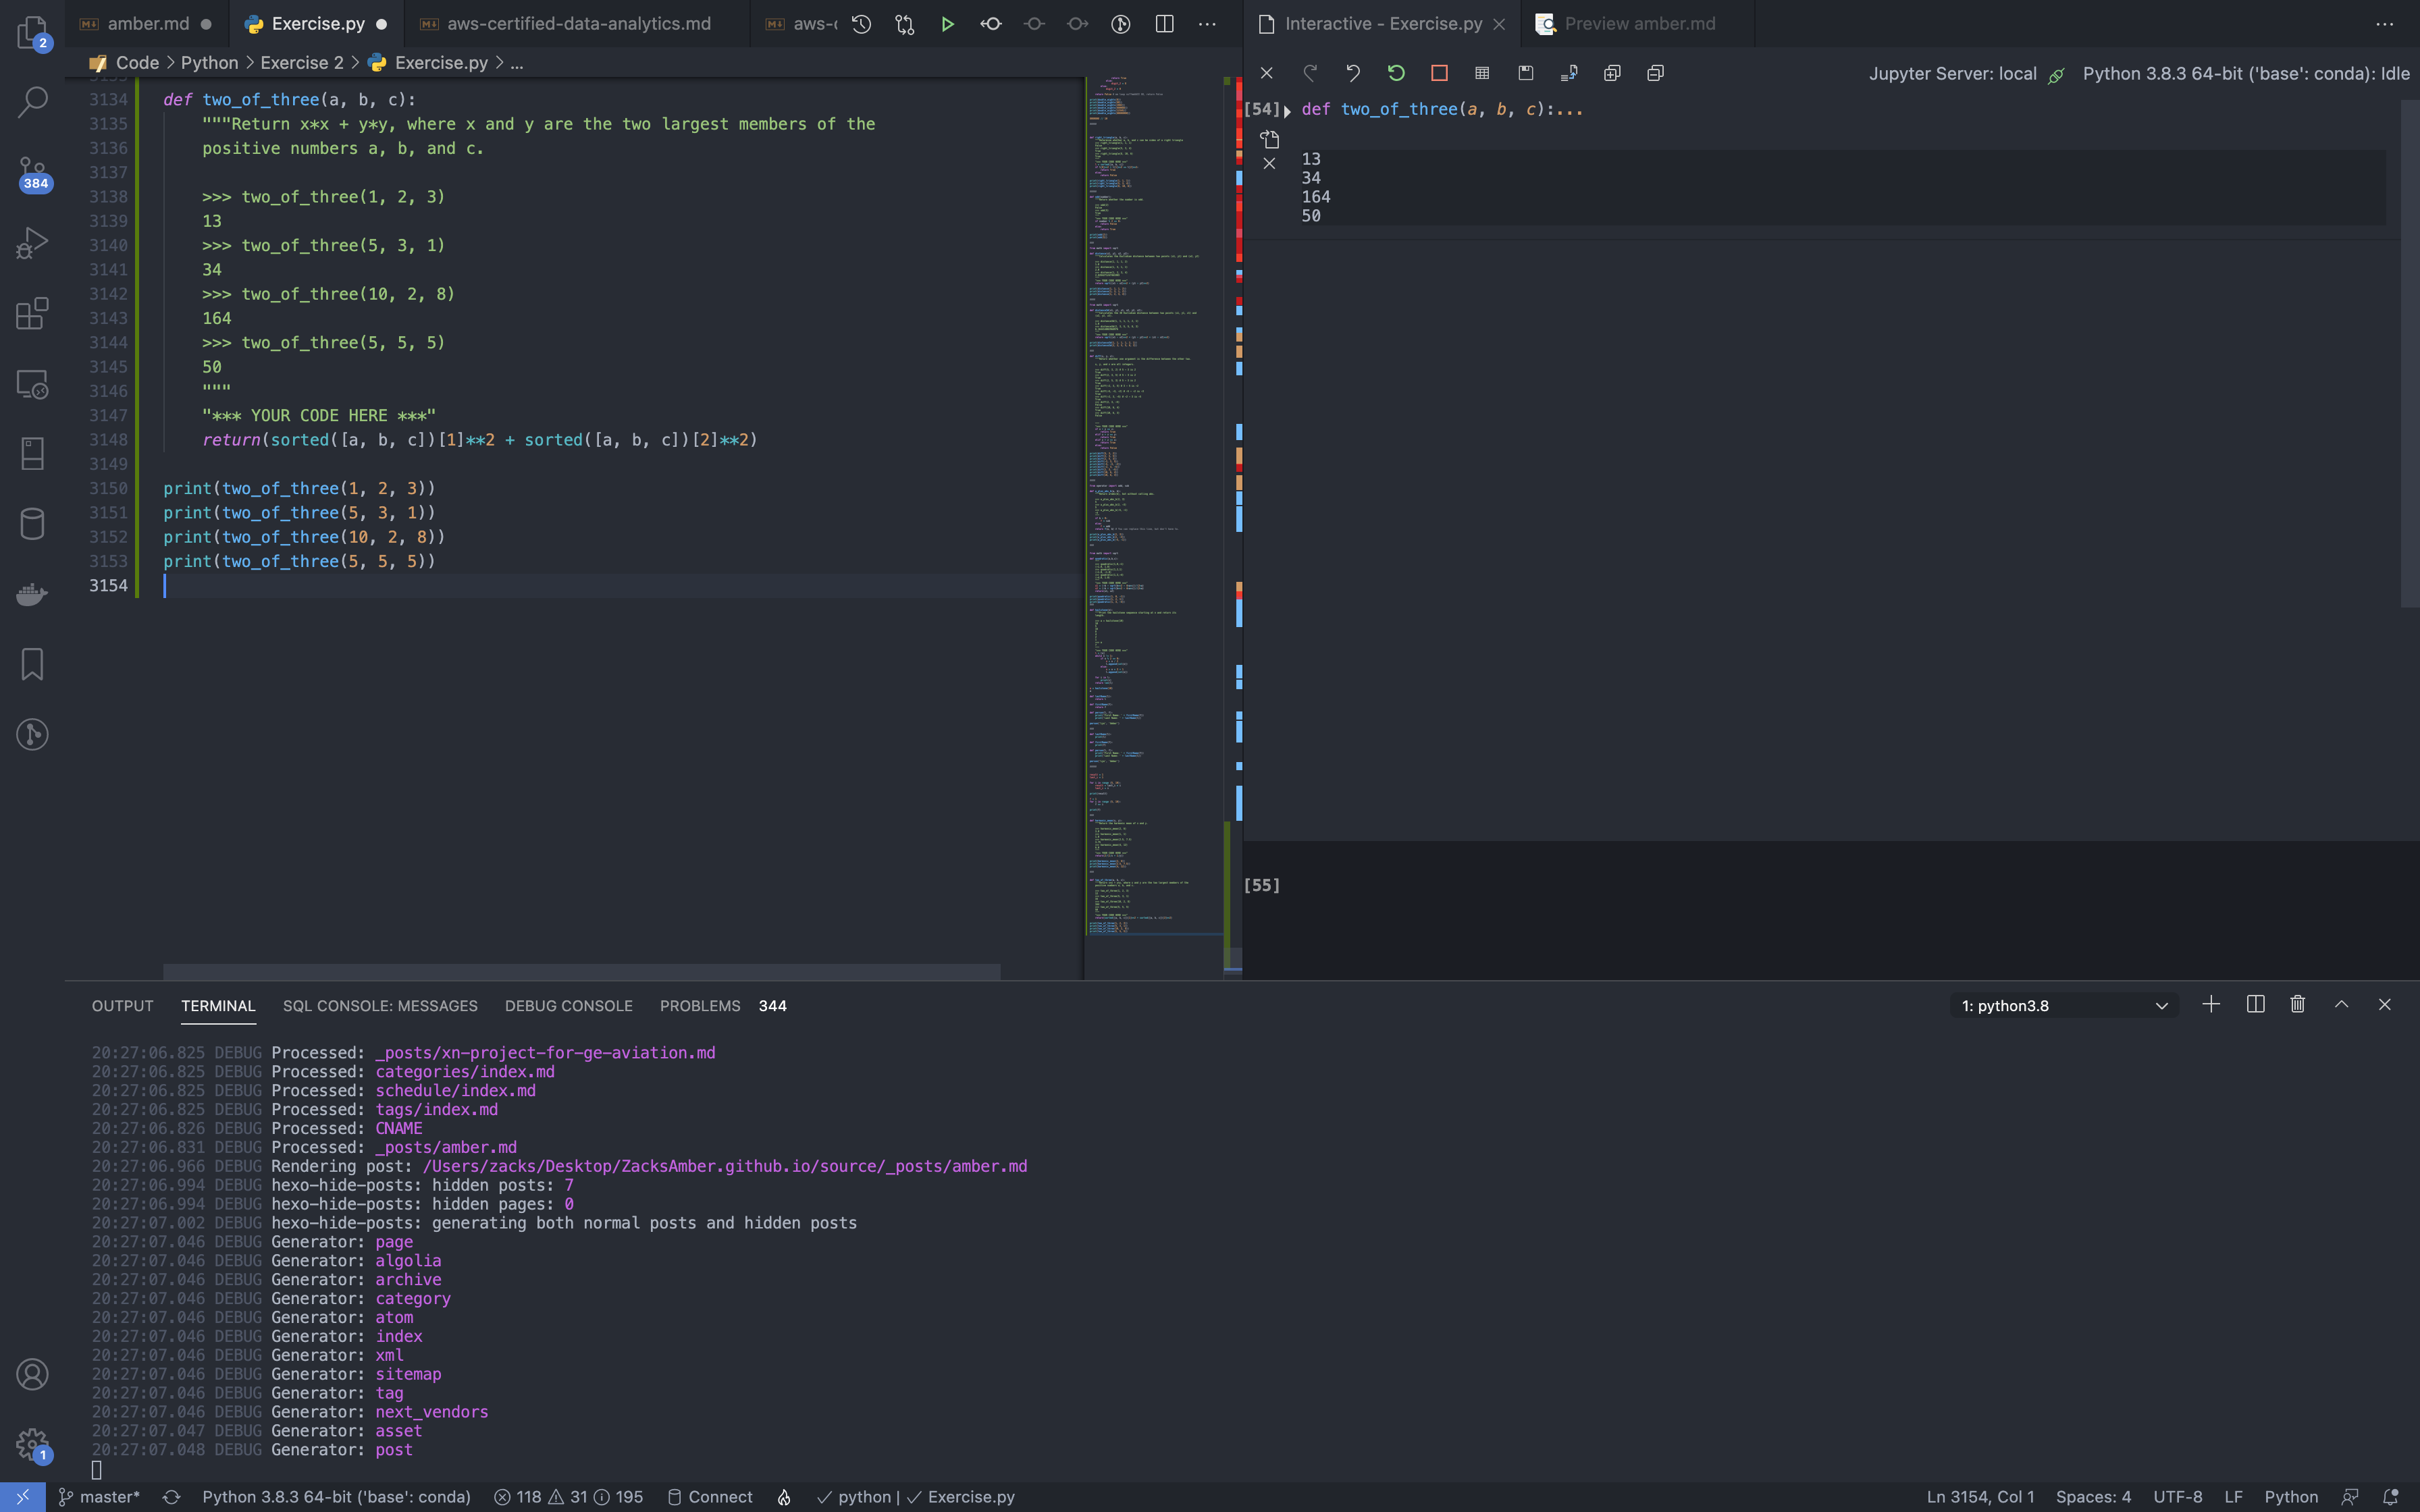 amber.md
Exercise.py
aws-certified-data-analytics.md
aws-c
Interactive - Exercise.py
Preview amber.md
Code > Python > Exercise 2 > Exercise.py > ...
Jupyter Server: local
Python 3.8.3 64-bit ('base': conda): Idle
2
384
1
3134 def two_of_three(a, b, c):
3135 """Return x*x + y*y, where x and y are the two largest members of the
3136 positive numbers a, b, and c.
3137
3138 >>> two_of_three(1, 2, 3)
3139 13
3140 >>> two_of_three(5, 3, 1)
3141 34
3142 >>> two_of_three(10, 2, 8)
3143 164
3144 >>> two_of_three(5, 5, 5)
3145 50
3146 """
3147 "*** YOUR CODE HERE ***"
3148 return(sorted([a, b, c])[1]**2 + sorted([a, b, c])[2]**2)
3149
3150 print(two_of_three(1, 2, 3))
3151 print(two_of_three(5, 3, 1))
3152 print(two_of_three(10, 2, 8))
3153 print(two_of_three(5, 5, 5))
3154
[54] def two_of_three(a, b, c):...
13
34
164
50
[55]
OUTPUT TERMINAL SQL CONSOLE: MESSAGES DEBUG CONSOLE PROBLEMS 344
1: python3.8
20:27:06.825 DEBUG Processed: _posts/xn-project-for-ge-aviation.md
20:27:06.825 DEBUG Processed: categories/index.md
20:27:06.825 DEBUG Processed: schedule/index.md
20:27:06.825 DEBUG Processed: tags/index.md
20:27:06.826 DEBUG Processed: CNAME
20:27:06.831 DEBUG Processed: _posts/amber.md
20:27:06.966 DEBUG Rendering post: /Users/zacks/Desktop/ZacksAmber.github.io/source/_posts/amber.md
20:27:06.994 DEBUG hexo-hide-posts: hidden posts: 7
20:27:06.994 DEBUG hexo-hide-posts: hidden pages: 0
20:27:07.002 DEBUG hexo-hide-posts: generating both normal posts and hidden posts
20:27:07.046 DEBUG Generator: page
20:27:07.046 DEBUG Generator: algolia
20:27:07.046 DEBUG Generator: archive
20:27:07.046 DEBUG Generator: category
20:27:07.046 DEBUG Generator: atom
20:27:07.046 DEBUG Generator: index
20:27:07.046 DEBUG Generator: xml
20:27:07.046 DEBUG Generator: sitemap
20:27:07.046 DEBUG Generator: tag
20:27:07.046 DEBUG Generator: next_vendors
20:27:07.047 DEBUG Generator: asset
20:27:07.048 DEBUG Generator: post
master* Python 3.8.3 64-bit ('base': conda) 118 31 195 Connect python | Exercise.py
Ln 3154, Col 1 Spaces: 4 UTF-8 LF Python